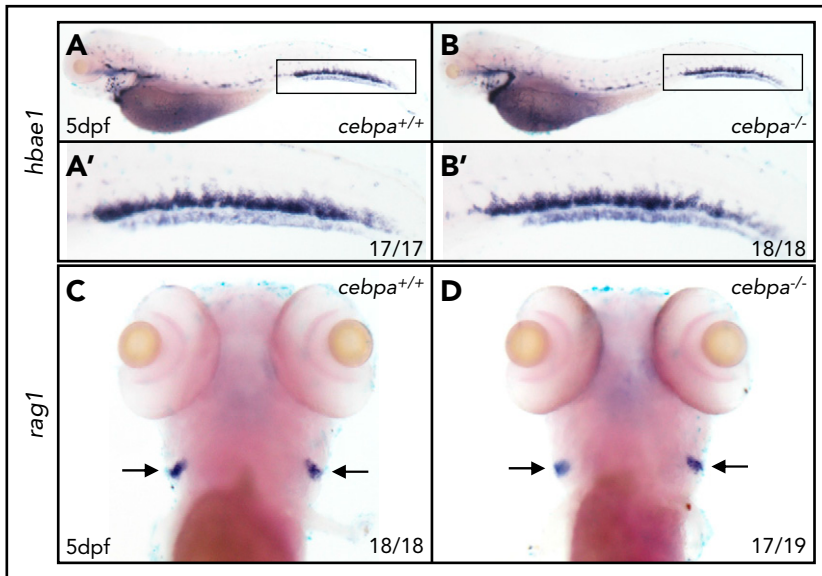 hbae1
A
5dpf
cebpa+/+
B
cebpa-/-
A'
17/17
B'
18/18
rag1
C
cebpa+/+
5dpf
18/18
D
cebpa-/-
17/19